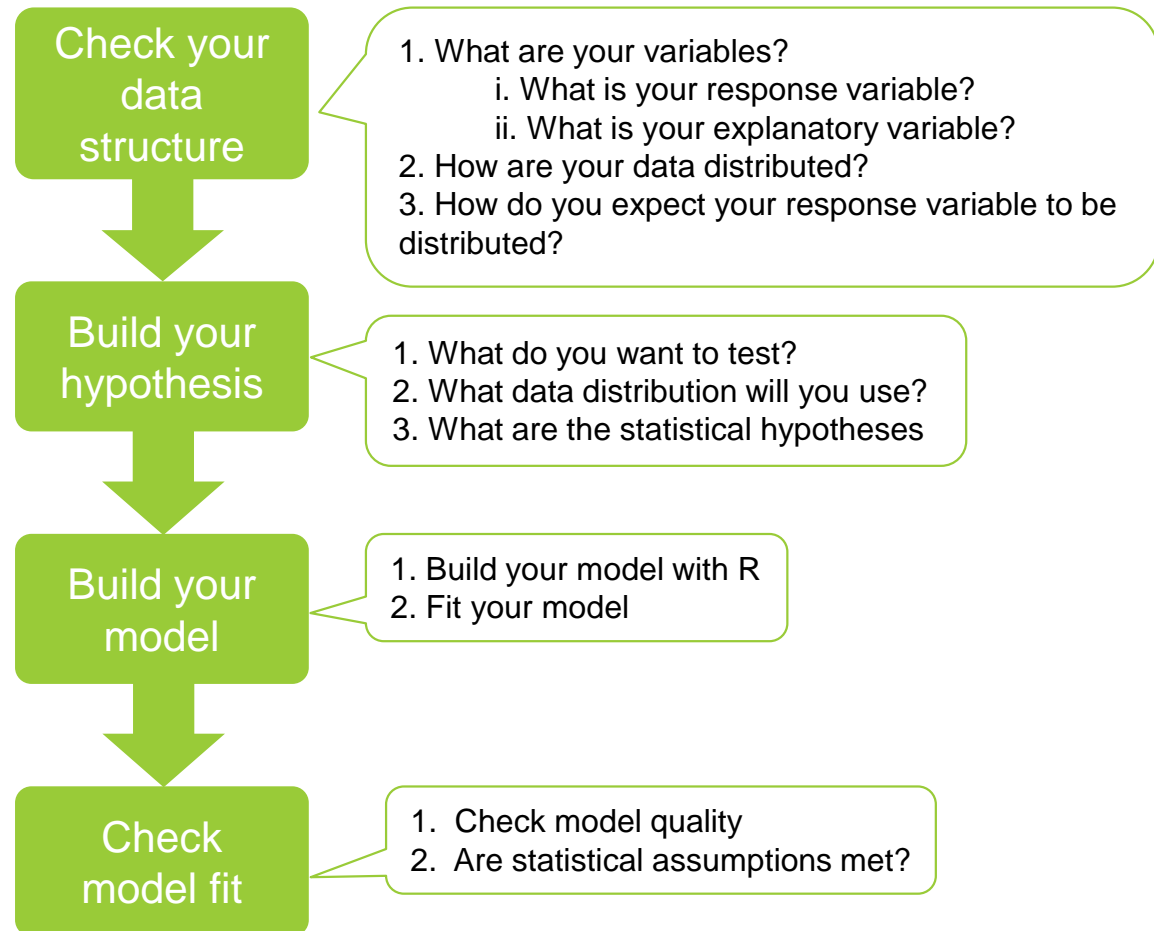 Check your
data
structure
1. What are your variables?
i. What is your response variable?
ii. What is your explanatory variable?
2. How are your data distributed?
3. How do you expect your response variable to be
distributed?
Build your
hypothesis
1. What do you want to test?
2. What data distribution will you use?
3. What are the statistical hypotheses
Build your
model
1. Build your model with R
2. Fit your model
Check
model fit
1. Check model quality
2. Are statistical assumptions met?